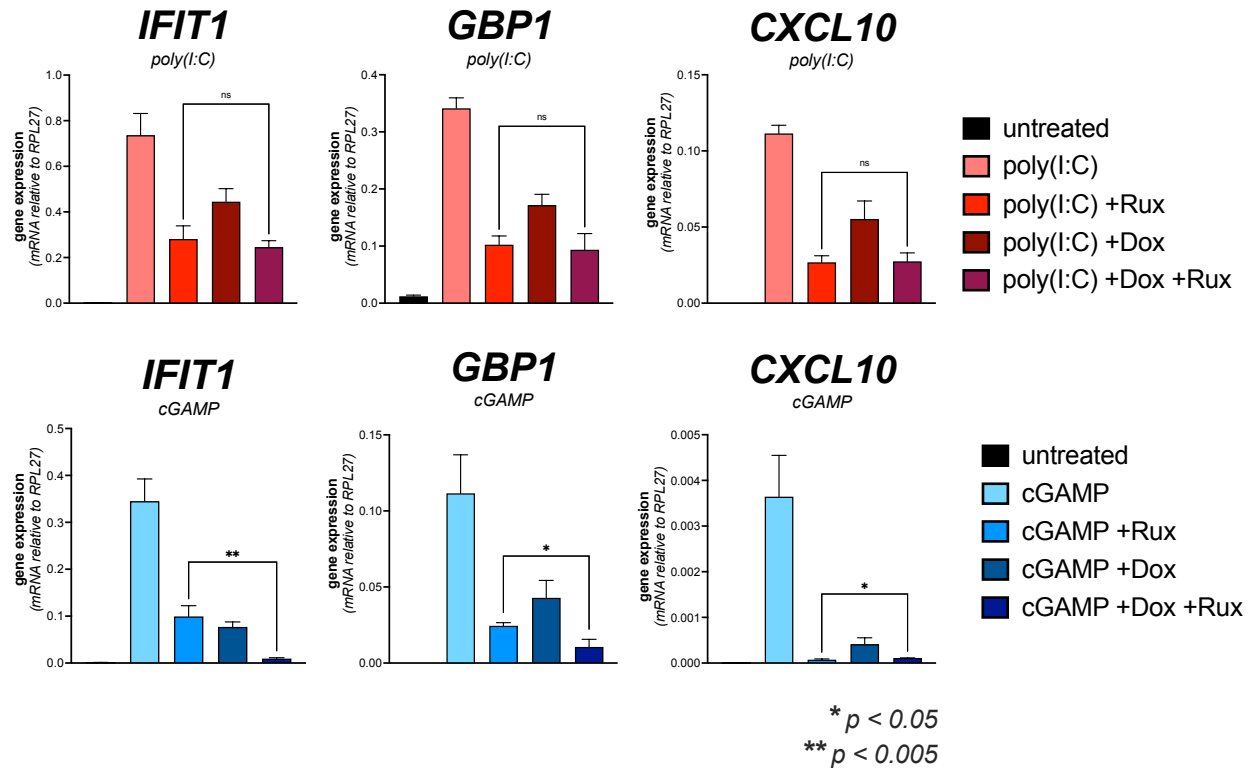 IFIT1
poly(I:C)
gene expression
(mRNA relative to RPL27)
1.0
0.8
0.6
0.4
0.2
0.0
ns
GBP1
poly(I:C)
gene expression
(mRNA relative to RPL27)
0.4
0.3
0.2
0.1
0.0
ns
CXCL10
poly(I:C)
gene expression
(mRNA relative to RPL27)
0.15
0.10
0.05
0.00
ns
untreated
poly(I:C)
poly(I:C) +Rux
poly(I:C) +Dox
poly(I:C) +Dox +Rux
IFIT1
cGAMP
gene expression
(mRNA relative to RPL27)
0.5
0.4
0.3
0.2
0.1
0.0
**
GBP1
cGAMP
gene expression
(mRNA relative to RPL27)
0.15
0.10
0.05
0.00
*
CXCL10
cGAMP
gene expression
(mRNA relative to RPL27)
0.005
0.004
0.003
0.002
0.001
0.000
*
untreated
cGAMP
cGAMP +Rux
cGAMP +Dox
cGAMP +Dox +Rux
* p < 0.05
** p < 0.005